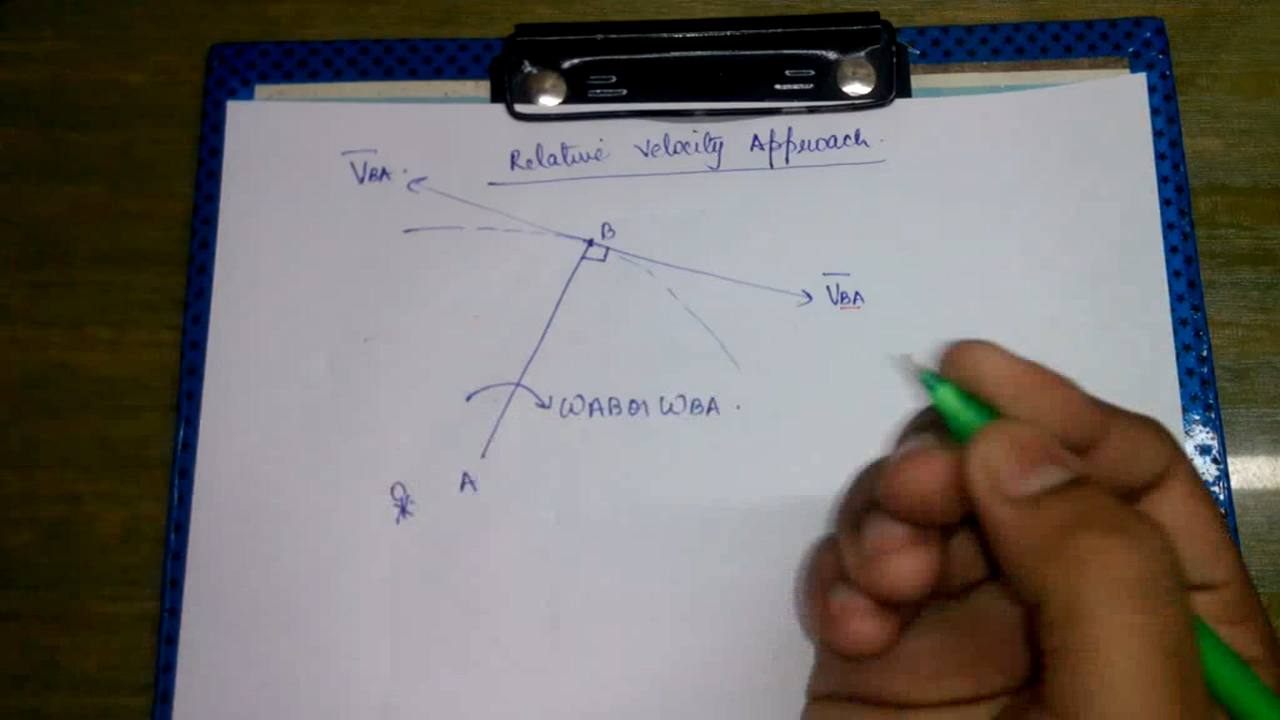 Relative Velocity Approach.
VBA.
B
VBA
WAB or WBA.
A